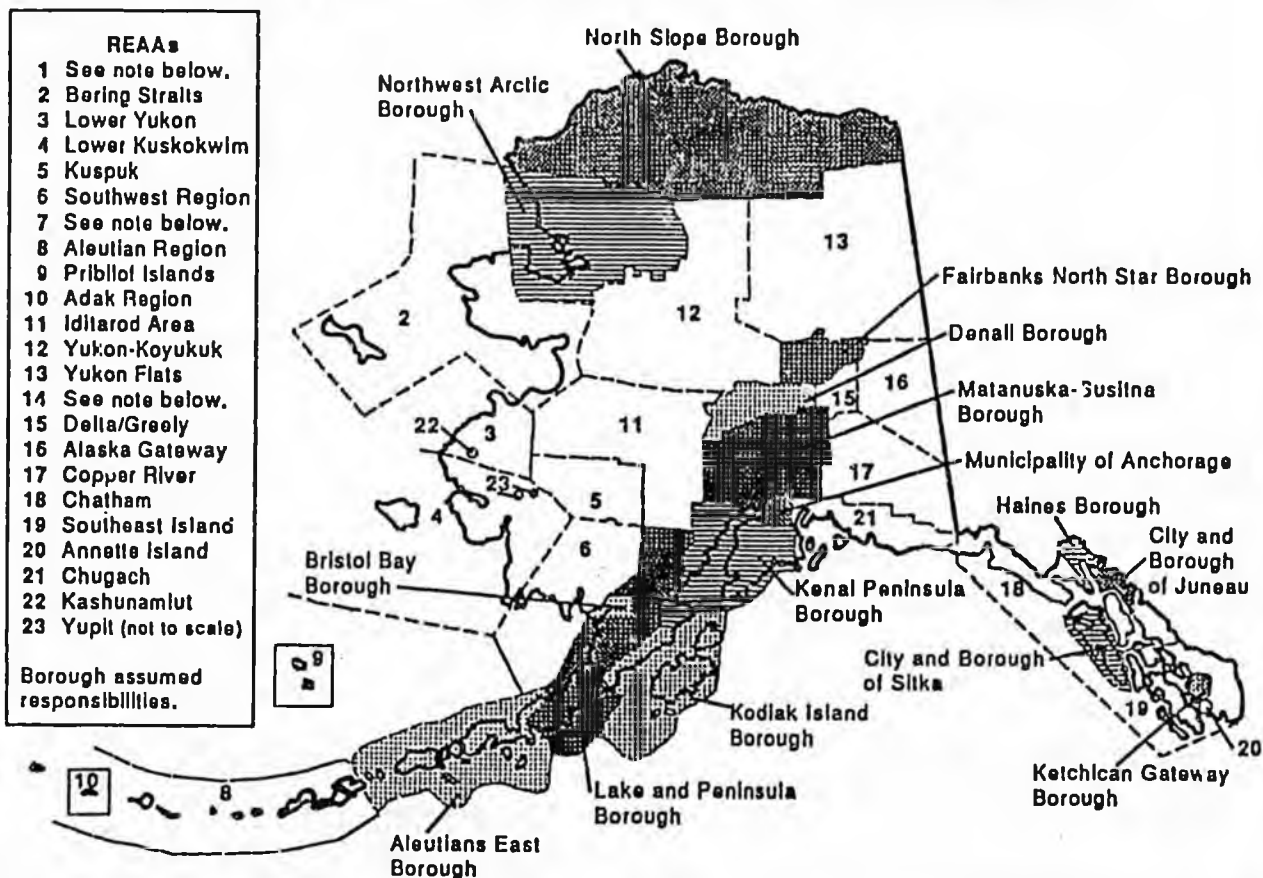 REAAs
1 See note below.
2 Bering Straits
3 Lower Yukon
4 Lower Kuskokwim
5 Kuspuk
6 Southwest Region
7 See note below.
8 Aleutian Region
9 Pribilof Islands
10 Adak Region
11 Iditarod Area
12 Yukon-Koyukuk
13 Yukon Flats
14 See note below.
15 Delta/Greely
16 Alaska Gateway
17 Copper River
18 Chatham
19 Southeast Island
20 Annette Island
21 Chugach
22 Kashunamiut
23 Yupit (not to scale)
Borough assumed
responsibilities.
North Slope Borough
Northwest Arctic
Borough
13
Fairbanks North Star Borough
2
12
Denali Borough
16
15
Matanuska-Susitna
Borough
22
3
11
Municipality of Anchorage
17
23
4
5
21
Haines Borough
City and
Borough
of Juneau
6
Bristol Bay
Borough
Kenai Peninsula
Borough
18
9
City and Borough
of Sitka
Kodiak Island
Borough
19
20
10
8
Ketchican Gateway
Borough
Lake and Peninsula
Borough
Aleutians East
Borough